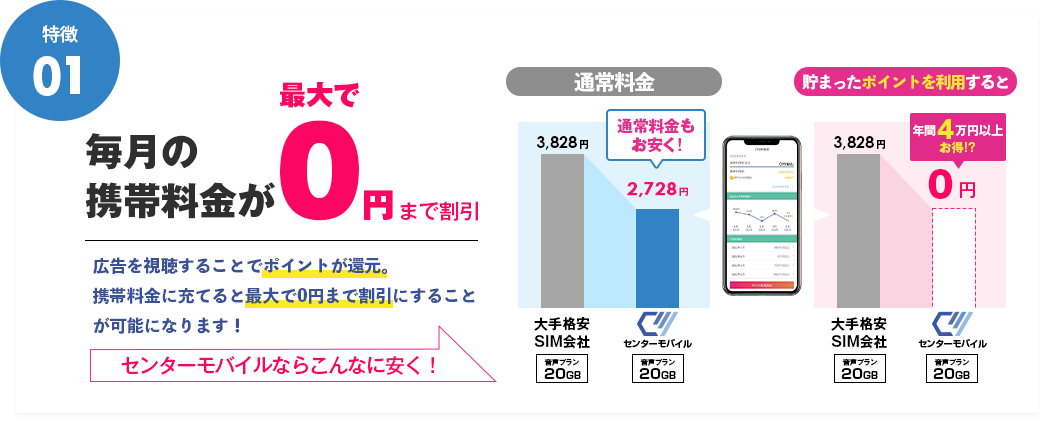 特徴
01
最大で
毎月の
携帯料金が
0円まで割引
広告を視聴することでポイントが還元。
携帯料金に充てると最大で0円まで割引にすること
が可能になります！
センターモバイルならこんなに安く！
通常料金
3,828円
通常料金も
お安く！
2,728円
大手格安
SIM会社
音声プラン
20GB
センターモバイル
音声プラン
20GB
貯まったポイントを利用すると
3,828円
年間4万円以上
お得!?
0円
大手格安
SIM会社
音声プラン
20GB
センターモバイル
音声プラン
20GB